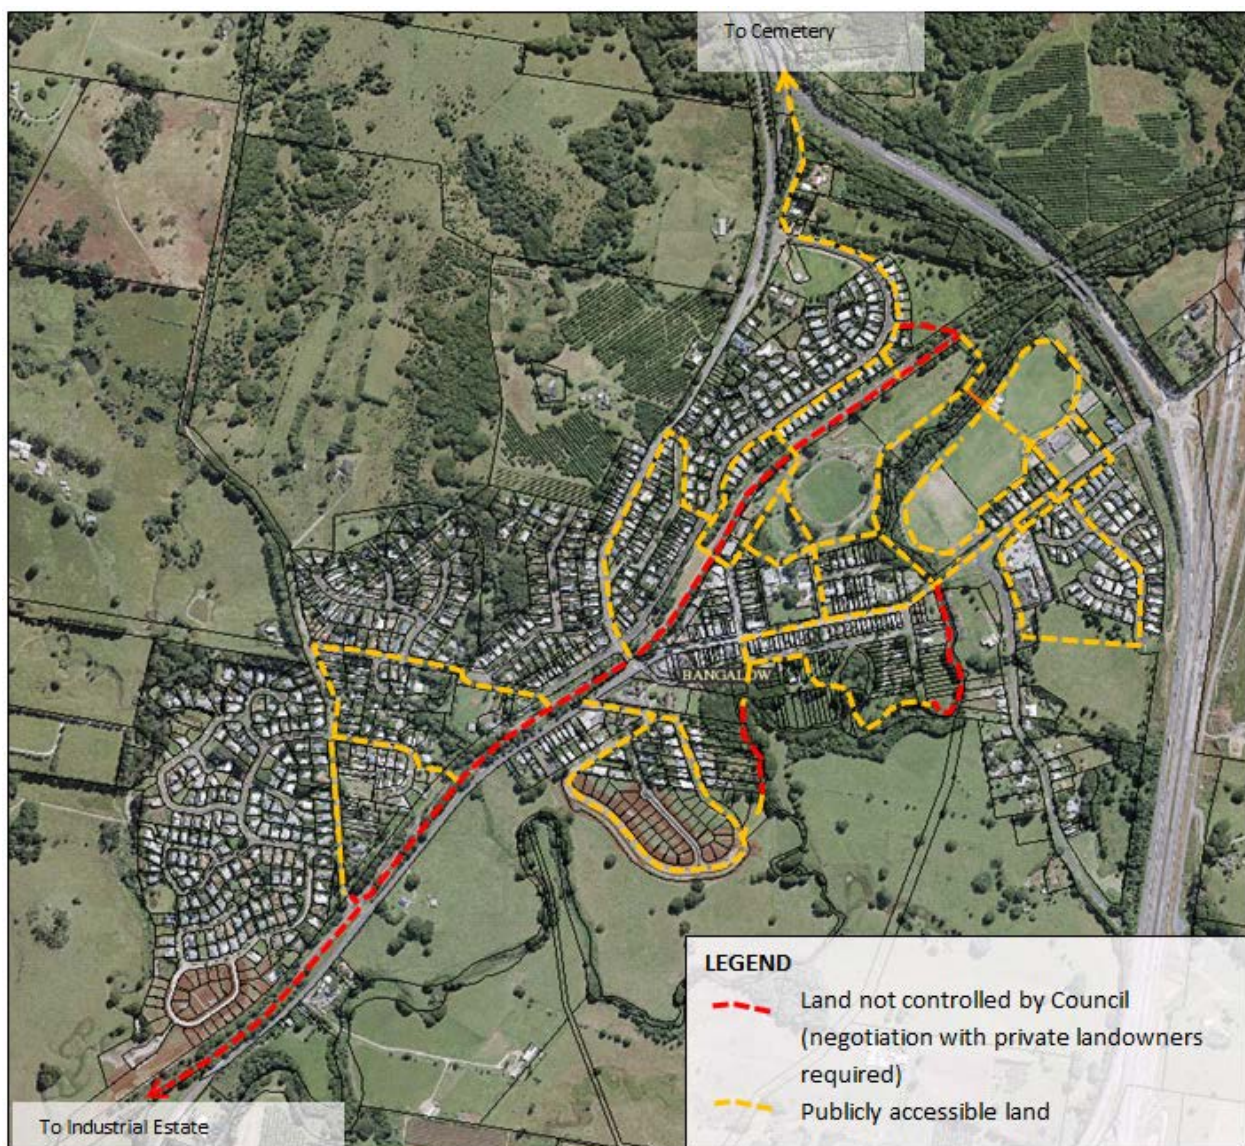 To Cemetery
BANGALOW
LEGEND
Land not controlled by Council
(negotiation with private landowners
required)
Publicly accessible land
To Industrial Estate